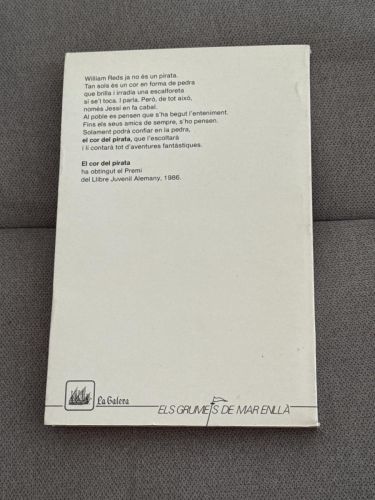 William Reds ja no és un pirata.
Tan sols és un cor en forma de pedra
que brilla i irradia una escalforeta
si se'l toca. I parla. Però, de tot això,
només Jessi en fa cabal.
Al poble es pensen que s'ha begut l'enteniment.
Fins els seus amics de sempre, s'ho pensen.
Solament podrà confiar en la pedra,
el cor del pirata, que l'escoltarà
i li contarà tot d'aventures fantàstiques.
El cor del pirata
ha obtingut el Premi
del Llibre Juvenil Alemany, 1986.
La Galera
ELS GRUMETS DE MAR ENLLÀ